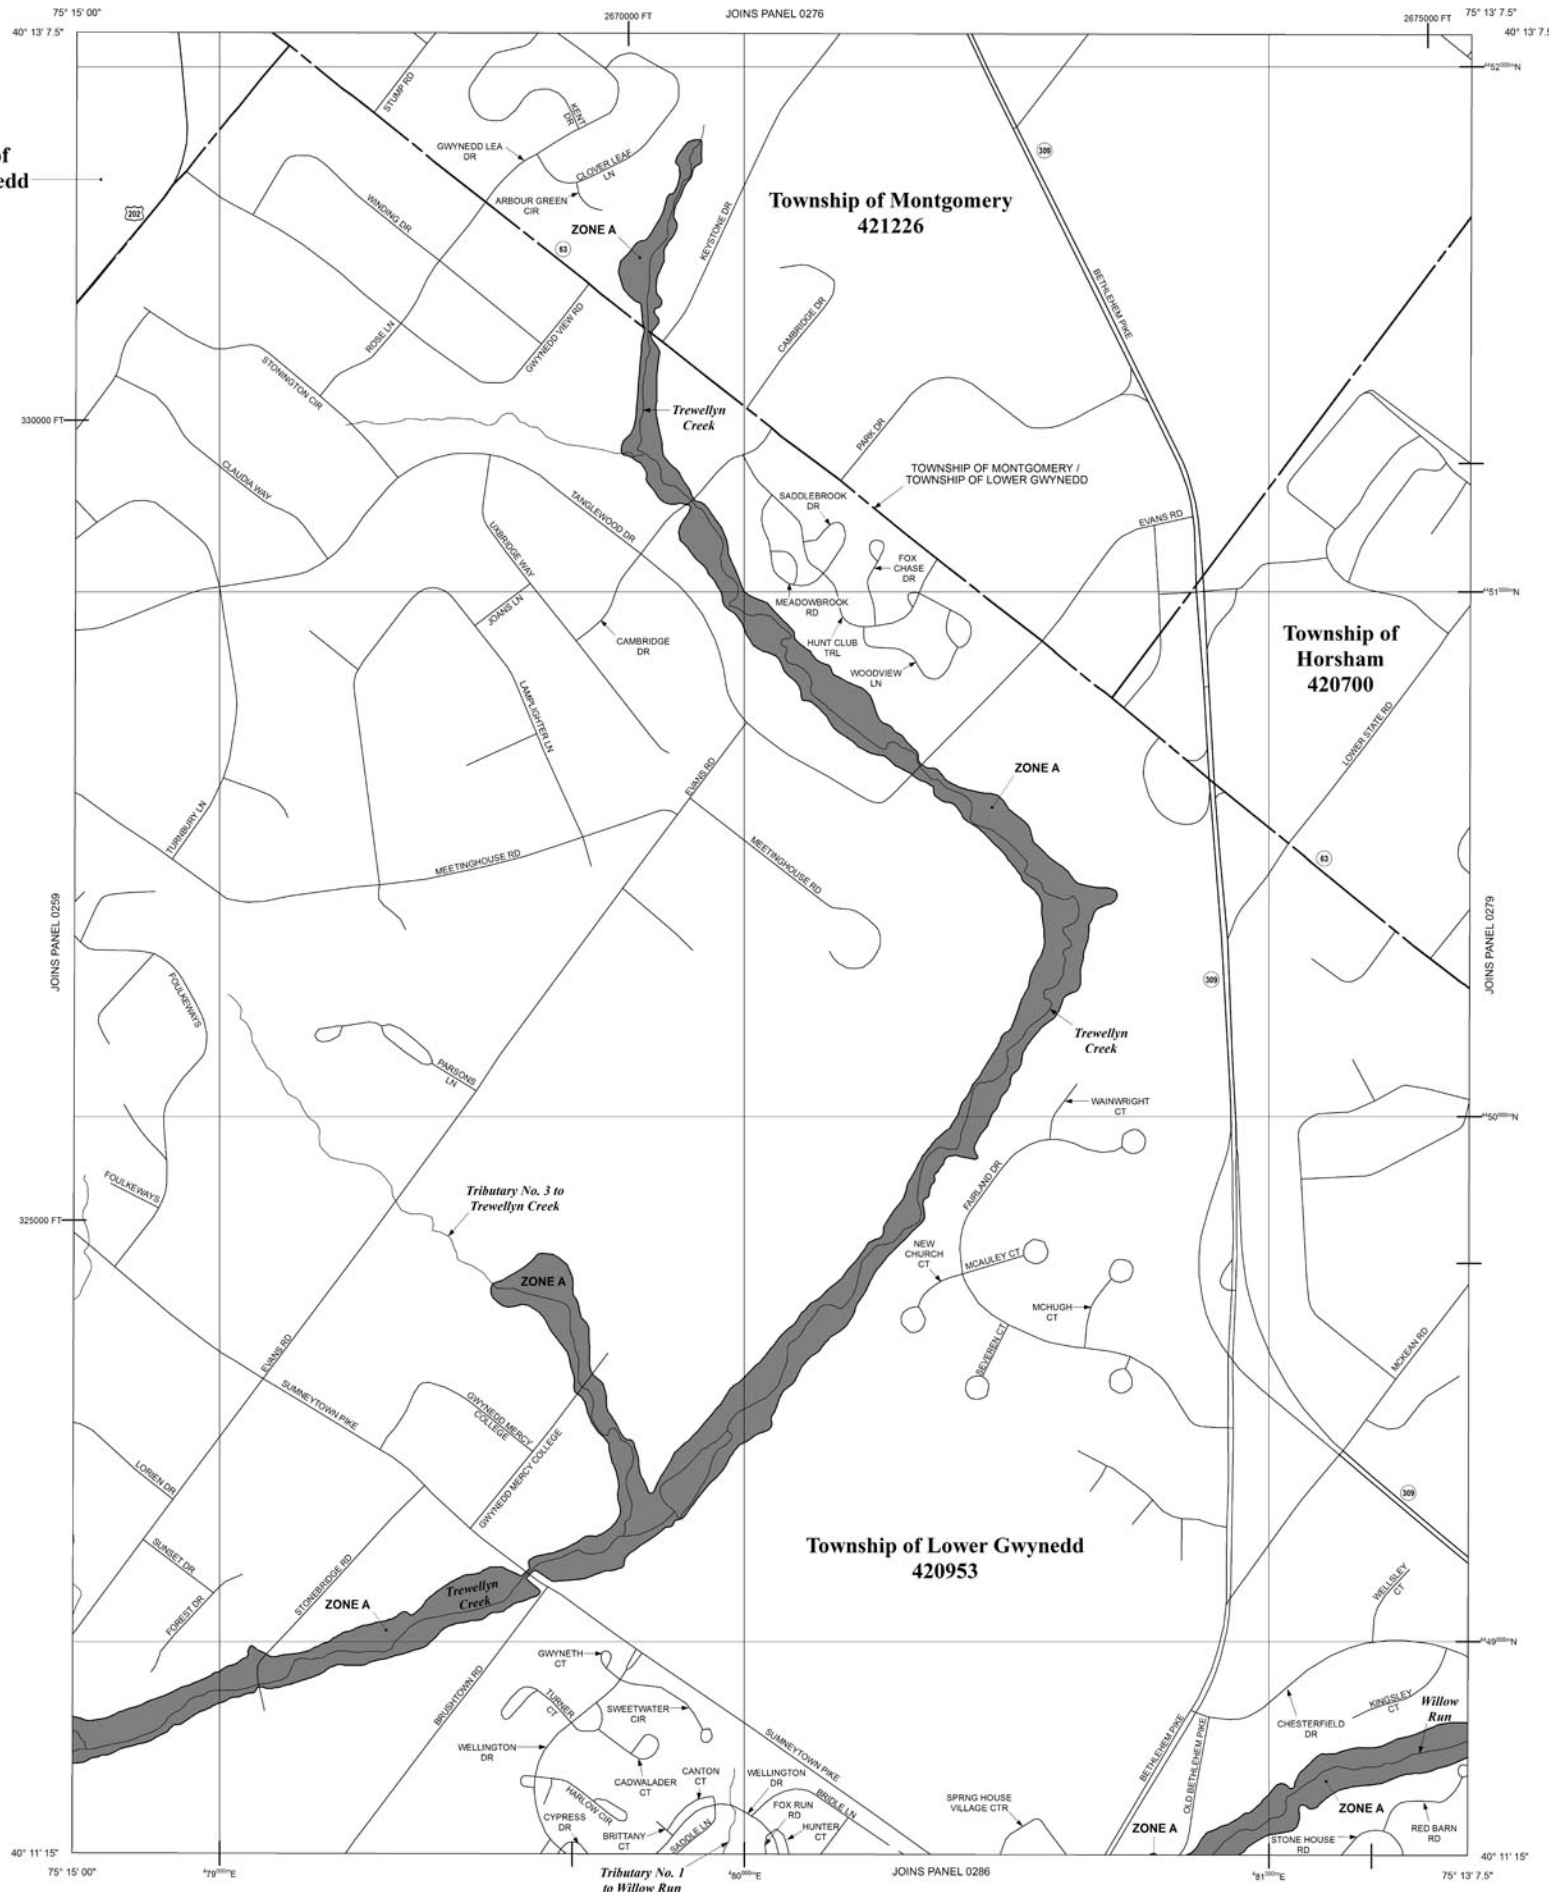 75° 15' 00"
2670000 FT
JOINS PANEL 0276
2675000 FT
75° 13' 7.5"
40° 13' 7.5"
40° 13' 7.5
4452000mN
STUMP RD
KENT
DR
GWYNEDD LEA
DR
CLOVER LEAF
LN
309
of
edd
ARBOUR GREEN
CIR
Township of Montgomery
421226
202
WINDING DR
ZONE A
63
KEYSTONE DR
BETHLEHEM PIKE
CAMBRIDGE DR
ROSE LN
GWYNEDD VIEW RD
STONINGTON CIR
330000 FT
Trewellyn
Creek
PARK DR
CLAUDIA WAY
TOWNSHIP OF MONTGOMERY /
TOWNSHIP OF LOWER GWYNEDD
TANGLEWOOD DR
SADDLEBROOK
DR
EVANS RD
UXBRIDGE WAY
FOX
CHASE
DR
4451000mN
JOANS LN
MEADOWBROOK
RD
CAMBRIDGE
DR
HUNT CLUB
TRL
WOODVIEW
LN
Township of
Horsham
420700
LAMPLIGHTER LN
LOWER STATE RD
EVANS RD
ZONE A
TURNBURY LN
MEETINGHOUSE RD
MEETINGHOUSE RD
63
JOINS PANEL 0259
JOINS PANEL 0279
FOULKEWAYS
309
Trewellyn
Creek
PARSONS
LN
WAINWRIGHT
CT
4450000mN
FOULKEWAYS
Tributary No. 3 to
Trewellyn Creek
FAIRLAND DR
325000 FT
NEW
CHURCH
CT
MCAULEY CT
ZONE A
MCHUGH
CT
EVANS RD
SEVEREN CT
MCKEAN RD
SUMNEYTOWN PIKE
GWYNEDD MERCY
COLLEGE
GWYNEDD MERCY COLLEGE
LORIEN DR
309
Township of Lower Gwynedd
420953
SUNSET DR
STONEBRIDGE RD
Trewellyn
Creek
WELLSLEY
CT
ZONE A
FOREST DR
4449000mN
GWYNETH
CT
BRUSHTOWN RD
TURNER
CT
SWEETWATER
CIR
KINGSLEY
CT
Willow
Run
CHESTERFIELD
DR
WELLINGTON
DR
SUMNEYTOWN PIKE
BETHLEHEM PIKE
OLD BETHLEHEM PIKE
CADWALADER
CT
CANTON
CT
WELLINGTON
DR
HARLOW CIR
FOX RUN
RD
BRIDLE LN
SPRNG HOUSE
VILLAGE CTR
ZONE A
CYPRESS
DR
BRITTANY
CT
SADDLE LN
HUNTER
CT
ZONE A
STONE HOUSE
RD
RED BARN
RD
40° 11' 15"
40° 11' 15"
75° 15' 00"
479000mE
Tributary No. 1
to Willow Run
480000mE
JOINS PANEL 0286
481000mE
75° 13' 7.5"